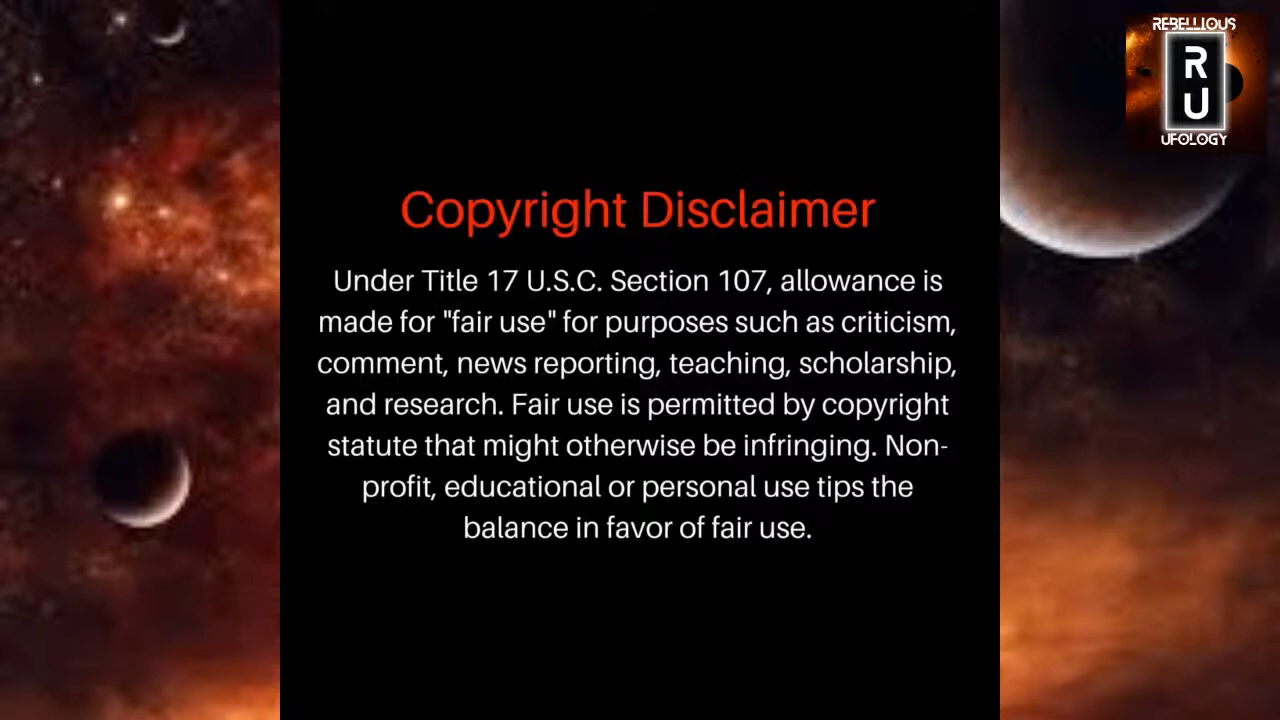 REBELLIOUS
R
U
UFOLOGY
Copyright Disclaimer
Under Title 17 U.S.C. Section 107, allowance is
made for "fair use" for purposes such as criticism,
comment, news reporting, teaching, scholarship,
and research. Fair use is permitted by copyright
statute that might otherwise be infringing. Non-
profit, educational or personal use tips the
balance in favor of fair use.